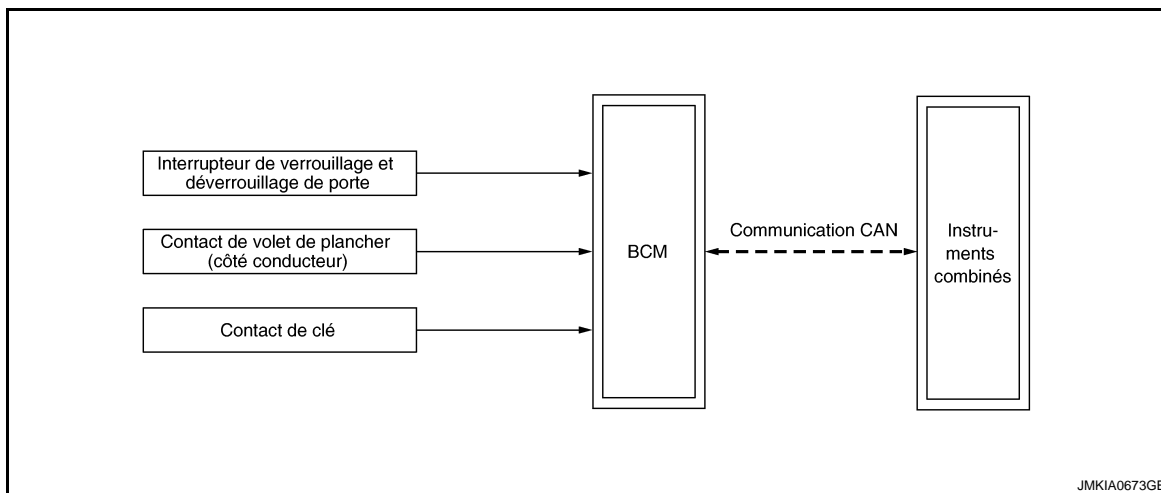 Interrupteur de verrouillage et
déverrouillage de porte
Contact de volet de plancher
(côté conducteur)
Contact de clé
BCM
Communication CAN
Instru-
ments
combinés
JMKIA0673GB